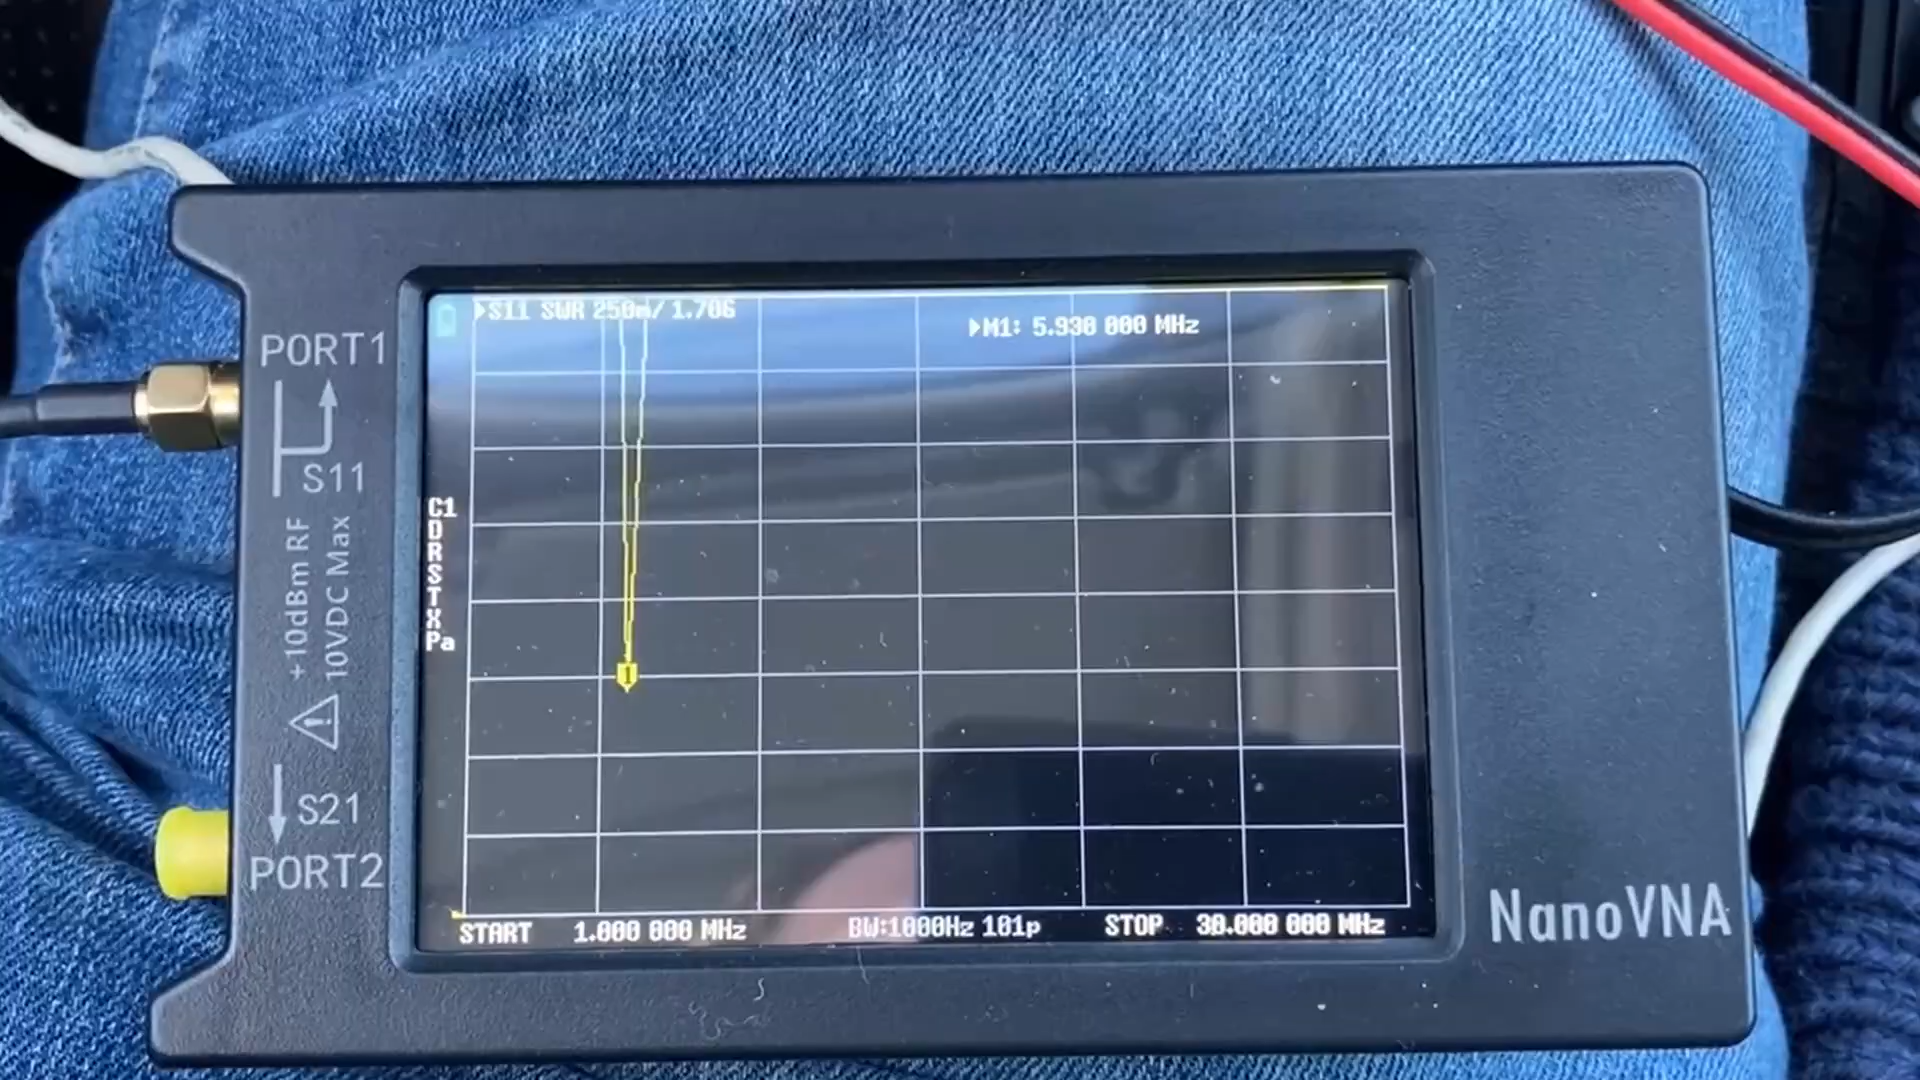 S11 SWR 250m/ 1.706
M1: 5.930 000 MHz
PORT1
S11
+10dBm RF
10VDC Max
C1
D
R
S
T
X
Pa
1
S21
PORT2
START 1.000 000 MHz BW:1000Hz 101p STOP 30.000 000 MHz
NanoVNA